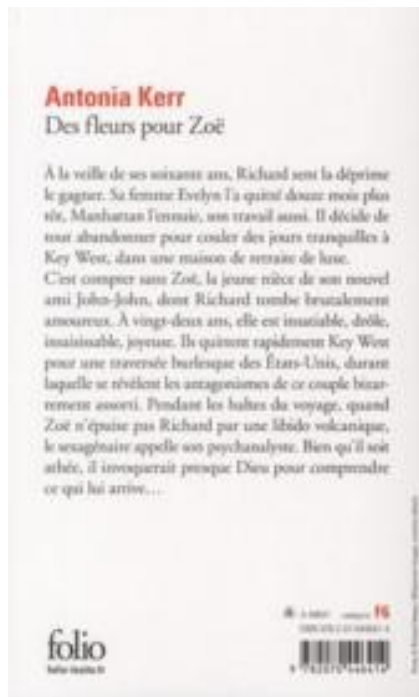 Antonia Kerr
Des fleurs pour Zoë
À la veille de ses soixante ans, Richard sent la déprime
le gagner. Sa femme Evelyn l'a quitté douze mois plus
tôt, Manhattan l'ennuie, son travail aussi. Il décide de
tout abandonner pour couler des jours tranquilles à
Key West, dans une maison de retraite de luxe.
C'est compter sans Zoë, la jeune nièce de son nouvel
ami John-John, dont Richard tombe brutalement
amoureux. À vingt-deux ans, elle est insatiable, drôle,
insaisissable, joyeuse. Ils quittent rapidement Key West
pour une traversée burlesque des États-Unis, durant
laquelle se révèlent les antagonismes de ce couple bizar-
rement assorti. Pendant les haltes du voyage, quand
Zoë n'épuise pas Richard par une libido volcanique,
le sexagénaire appelle son psychanalyste. Bien qu'il soit
athée, il invoquerait presque Dieu pour comprendre
ce qui lui arrive…
f6
folio
9 782070 448414